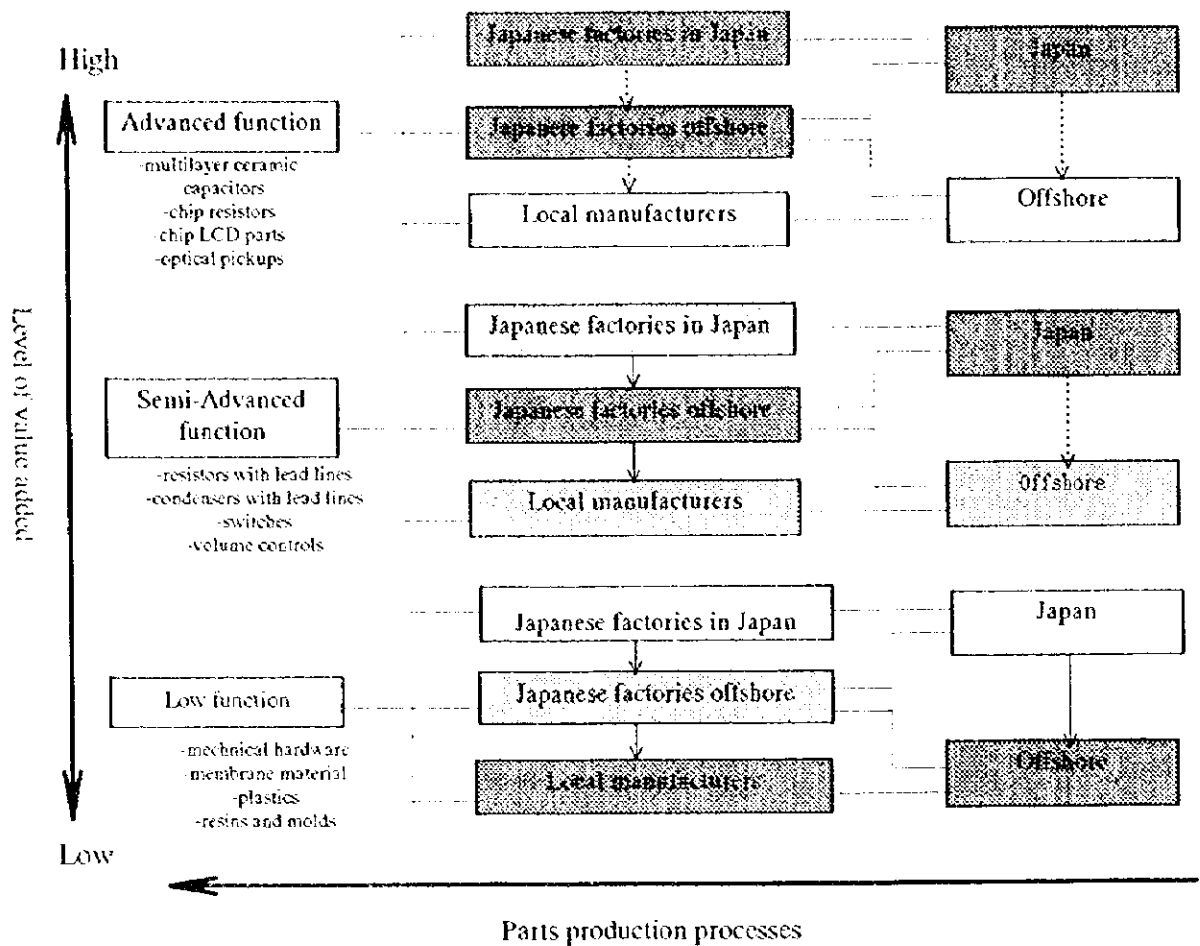 High
Level of value added
Low
Advanced function
-multilayer ceramic
capacitors
-chip resistors
-chip LCD parts
-optical pickups
Japanese factories in Japan
Japanese factories offshore
Local manufacturers
Japan
Offshore
Semi-Advanced
function
-resistors with lead lines
-condensers with lead lines
-switches
-volume controls
Japanese factories in Japan
Japanese factories offshore
Local manufacturers
Japan
Offshore
Low function
-mechnical hardware
-membrane material
-plastics
-resins and molds
Japanese factories in Japan
Japanese factories offshore
Local manufacturers
Japan
Offshore
Parts production processes